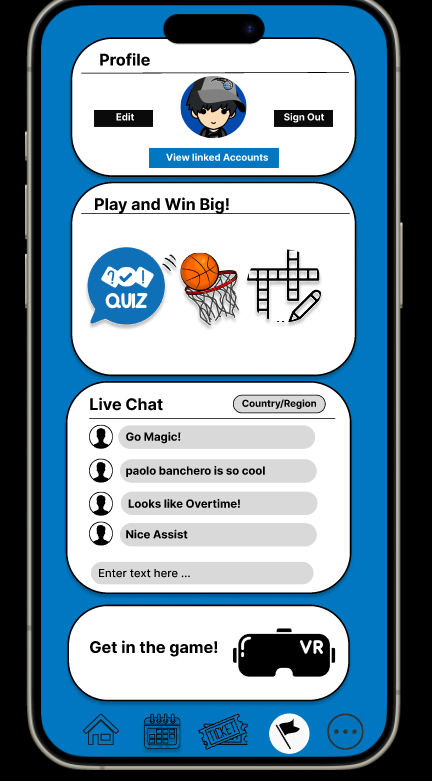 Profile
Edit
Sign Out
View linked Accounts
Play and Win Big!
QUIZ
Live Chat
Country/Region
Go Magic!
paolo banchero is so cool
Looks like Overtime!
Nice Assist
Enter text here ...
Get in the game!
VR
TICKET